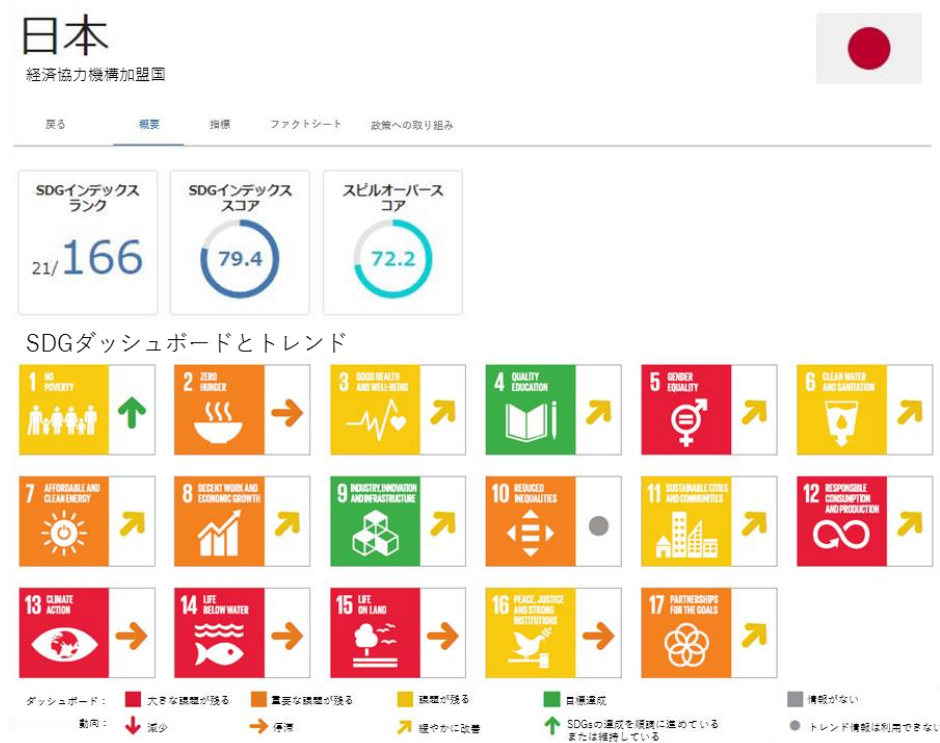 日本
経済協力機構加盟国
戻る 概要 指標 ファクトシート 政策への取り組み
SDGインデックス
ランク
21/166
SDGインデックス
スコア
79.4
スピルオーバース
コア
72.2
SDGダッシュボードとトレンド
1 NO
POVERTY
2 ZERO
HUNGER
3 GOOD HEALTH
AND WELL-BEING
4 QUALITY
EDUCATION
5 GENDER
EQUALITY
6 CLEAN WATER
AND SANITATION
7 AFFORDABLE AND
CLEAN ENERGY
8 DECENT WORK AND
ECONOMIC GROWTH
9 INDUSTRY, INNOVATION
AND INFRASTRUCTURE
10 REDUCED
INEQUALITIES
11 SUSTAINABLE CITIES
AND COMMUNITIES
12 RESPONSIBLE
CONSUMPTION
AND PRODUCTION
13 CLIMATE
ACTION
14 LIFE
BELOW WATER
15 LIFE
ON LAND
16 PEACE, JUSTICE
AND STRONG
INSTITUTIONS
17 PARTNERSHIPS
FOR THE GOALS
ダッシュボード： 大きな課題が残る 重要な課題が残る 課題が残る 目標達成 情報がない
動向： 減少 停滞 緩やかに改善 SDGsの達成を順調に進めている
または維持している
トレンド情報は利用できない